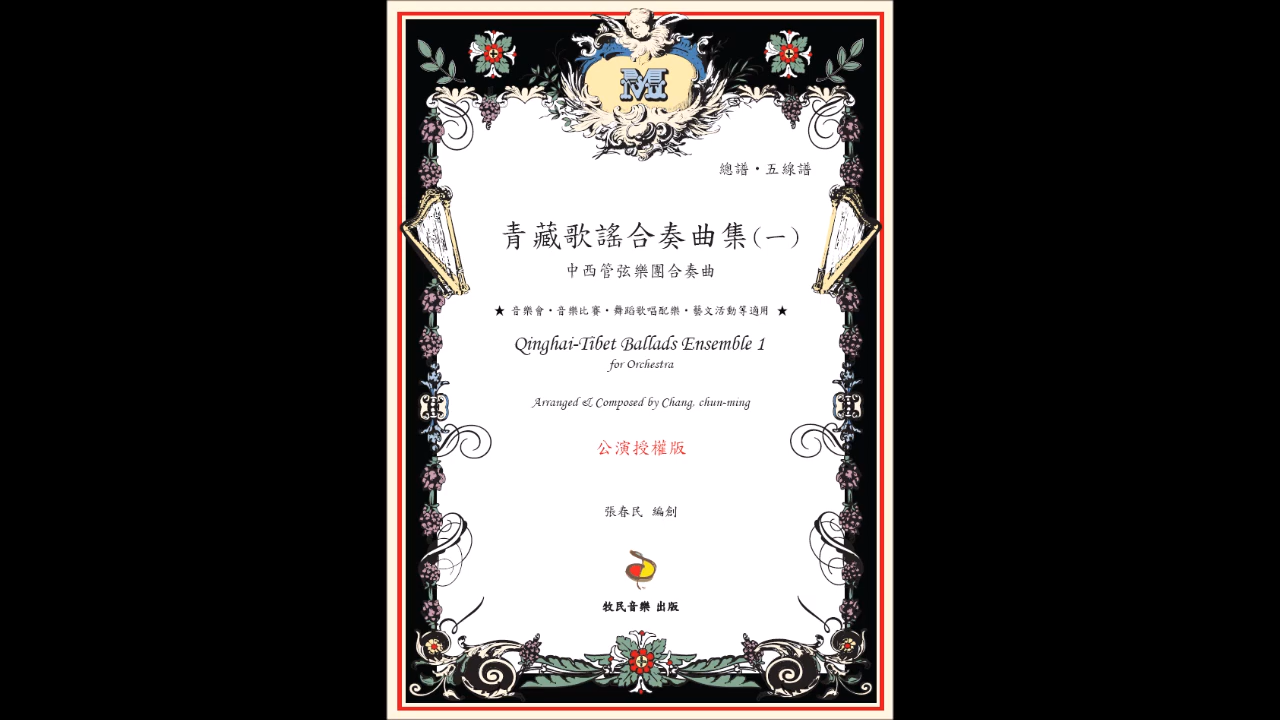 M
總譜・五線譜
青藏歌謠合奏曲集(一)
中西管弦樂團合奏曲
★ 音樂會・音樂比賽・舞蹈歌唱配樂・藝文活動等適用 ★
Qinghai-Tibet Ballads Ensemble 1
for Orchestra
Arranged & Composed by Chang, chun-ming
公演授權版
張春民 編創
牧民音樂 出版